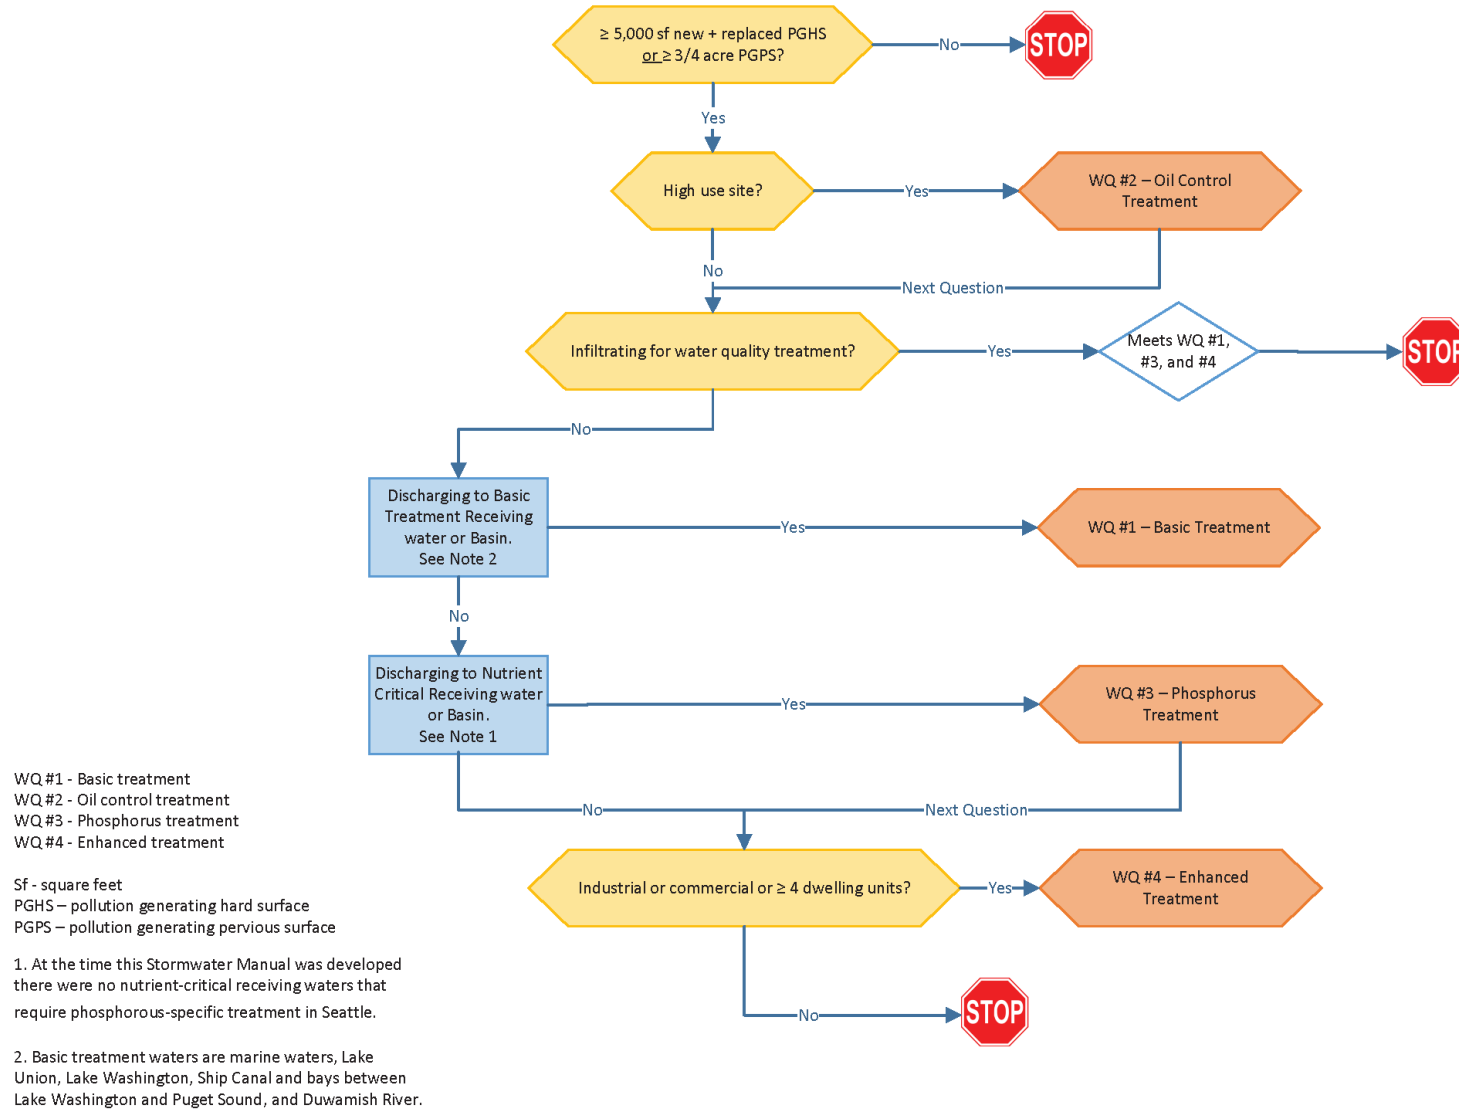 ≥ 5,000 sf new + replaced PGHS
or ≥ 3/4 acre PGPS?
No
STOP
Yes
High use site?
Yes
WQ #2 – Oil Control
Treatment
No
Next Question
Infiltrating for water quality treatment?
Yes
Meets WQ #1,
#3, and #4
STOP
No
Discharging to Basic
Treatment Receiving
water or Basin.
See Note 2
Yes
WQ #1 – Basic Treatment
No
Discharging to Nutrient
Critical Receiving water
or Basin.
See Note 1
Yes
WQ #3 – Phosphorus
Treatment
No
Next Question
Industrial or commercial or ≥ 4 dwelling units?
Yes
WQ #4 – Enhanced
Treatment
No
STOP
WQ #1 - Basic treatment
WQ #2 - Oil control treatment
WQ #3 - Phosphorus treatment
WQ #4 - Enhanced treatment
Sf - square feet
PGHS – pollution generating hard surface
PGPS – pollution generating pervious surface
1. At the time this Stormwater Manual was developed
there were no nutrient-critical receiving waters that
require phosphorous-specific treatment in Seattle.
2. Basic treatment waters are marine waters, Lake
Union, Lake Washington, Ship Canal and bays between
Lake Washington and Puget Sound, and Duwamish River.